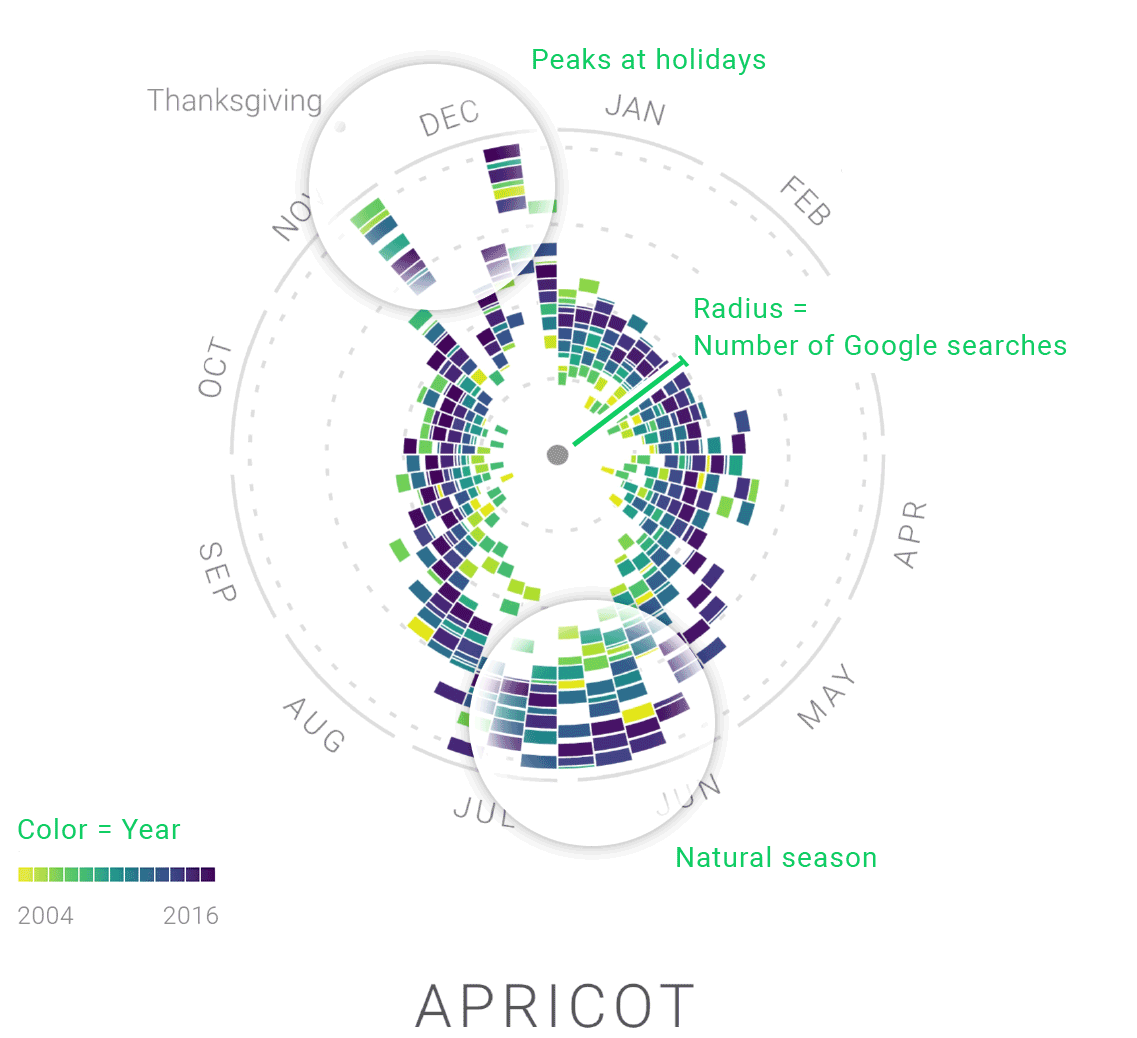 Peaks at holidays
Thanksgiving
DEC
JAN
FEB
NOV
Radius =
Number of Google searches
OCT
APR
SEP
MAY
AUG
JUN
JUL
Natural season
Color = Year
2004
2016
APRICOT